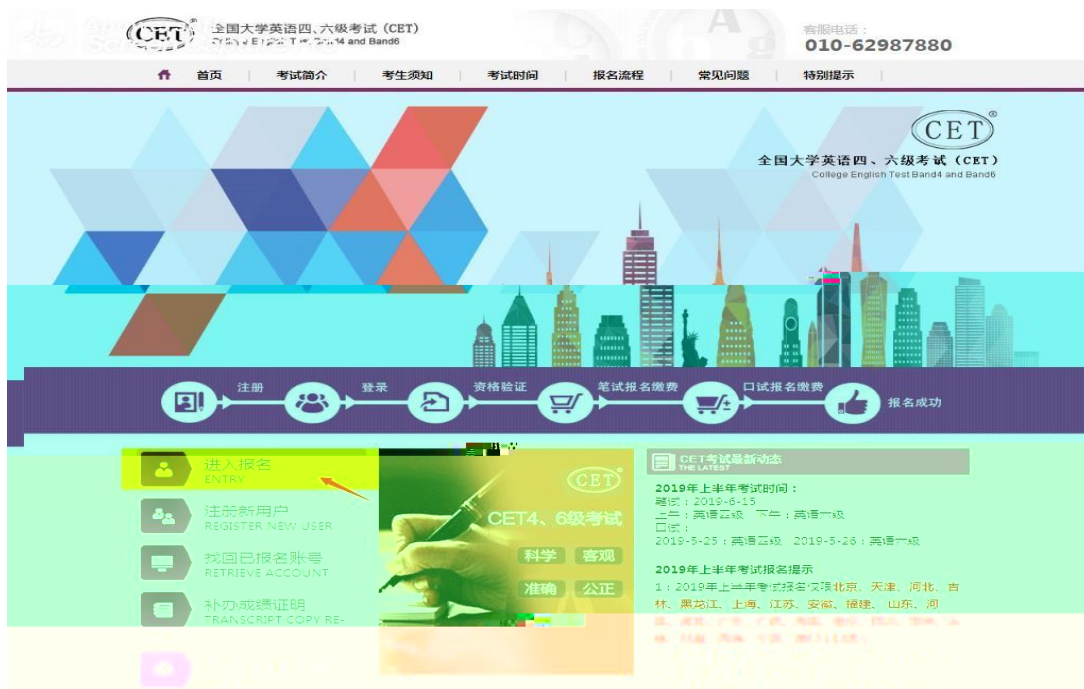 CET
全国大学英语四、六级考试 (CET)
and Band6
客服电话：
010-62987880
首页
考试简介
考生须知
考试时间
报名流程
常见问题
特别提示
CET
全国大学英语四、六级考试（CET）
College English Test Band4 and Band6
注册
登录
资格验证
笔试报名缴费
口试报名缴费
报名成功
进入报名
ENTRY
注册新用户
REGISTER NEW USER
找回已报名账号
RETRIEVE ACCOUNT
补办成绩证明
TRANSCRIPT COPY RE-
CET
CET4、6级考试
科学 客观
准确 公正
CET考试最新动态
THE LATEST
2019年上半年考试时间：
笔试：2019-6-15
上午：英语四级 下午：英语六级
口试：
2019-5-25：英语四级 2019-5-26：英语六级
2019年上半年考试报名提示
1：2019年上半年考试报名仅限北京、天津、河北、吉
林、黑龙江、上海、江苏、安徽、福建、山东、河